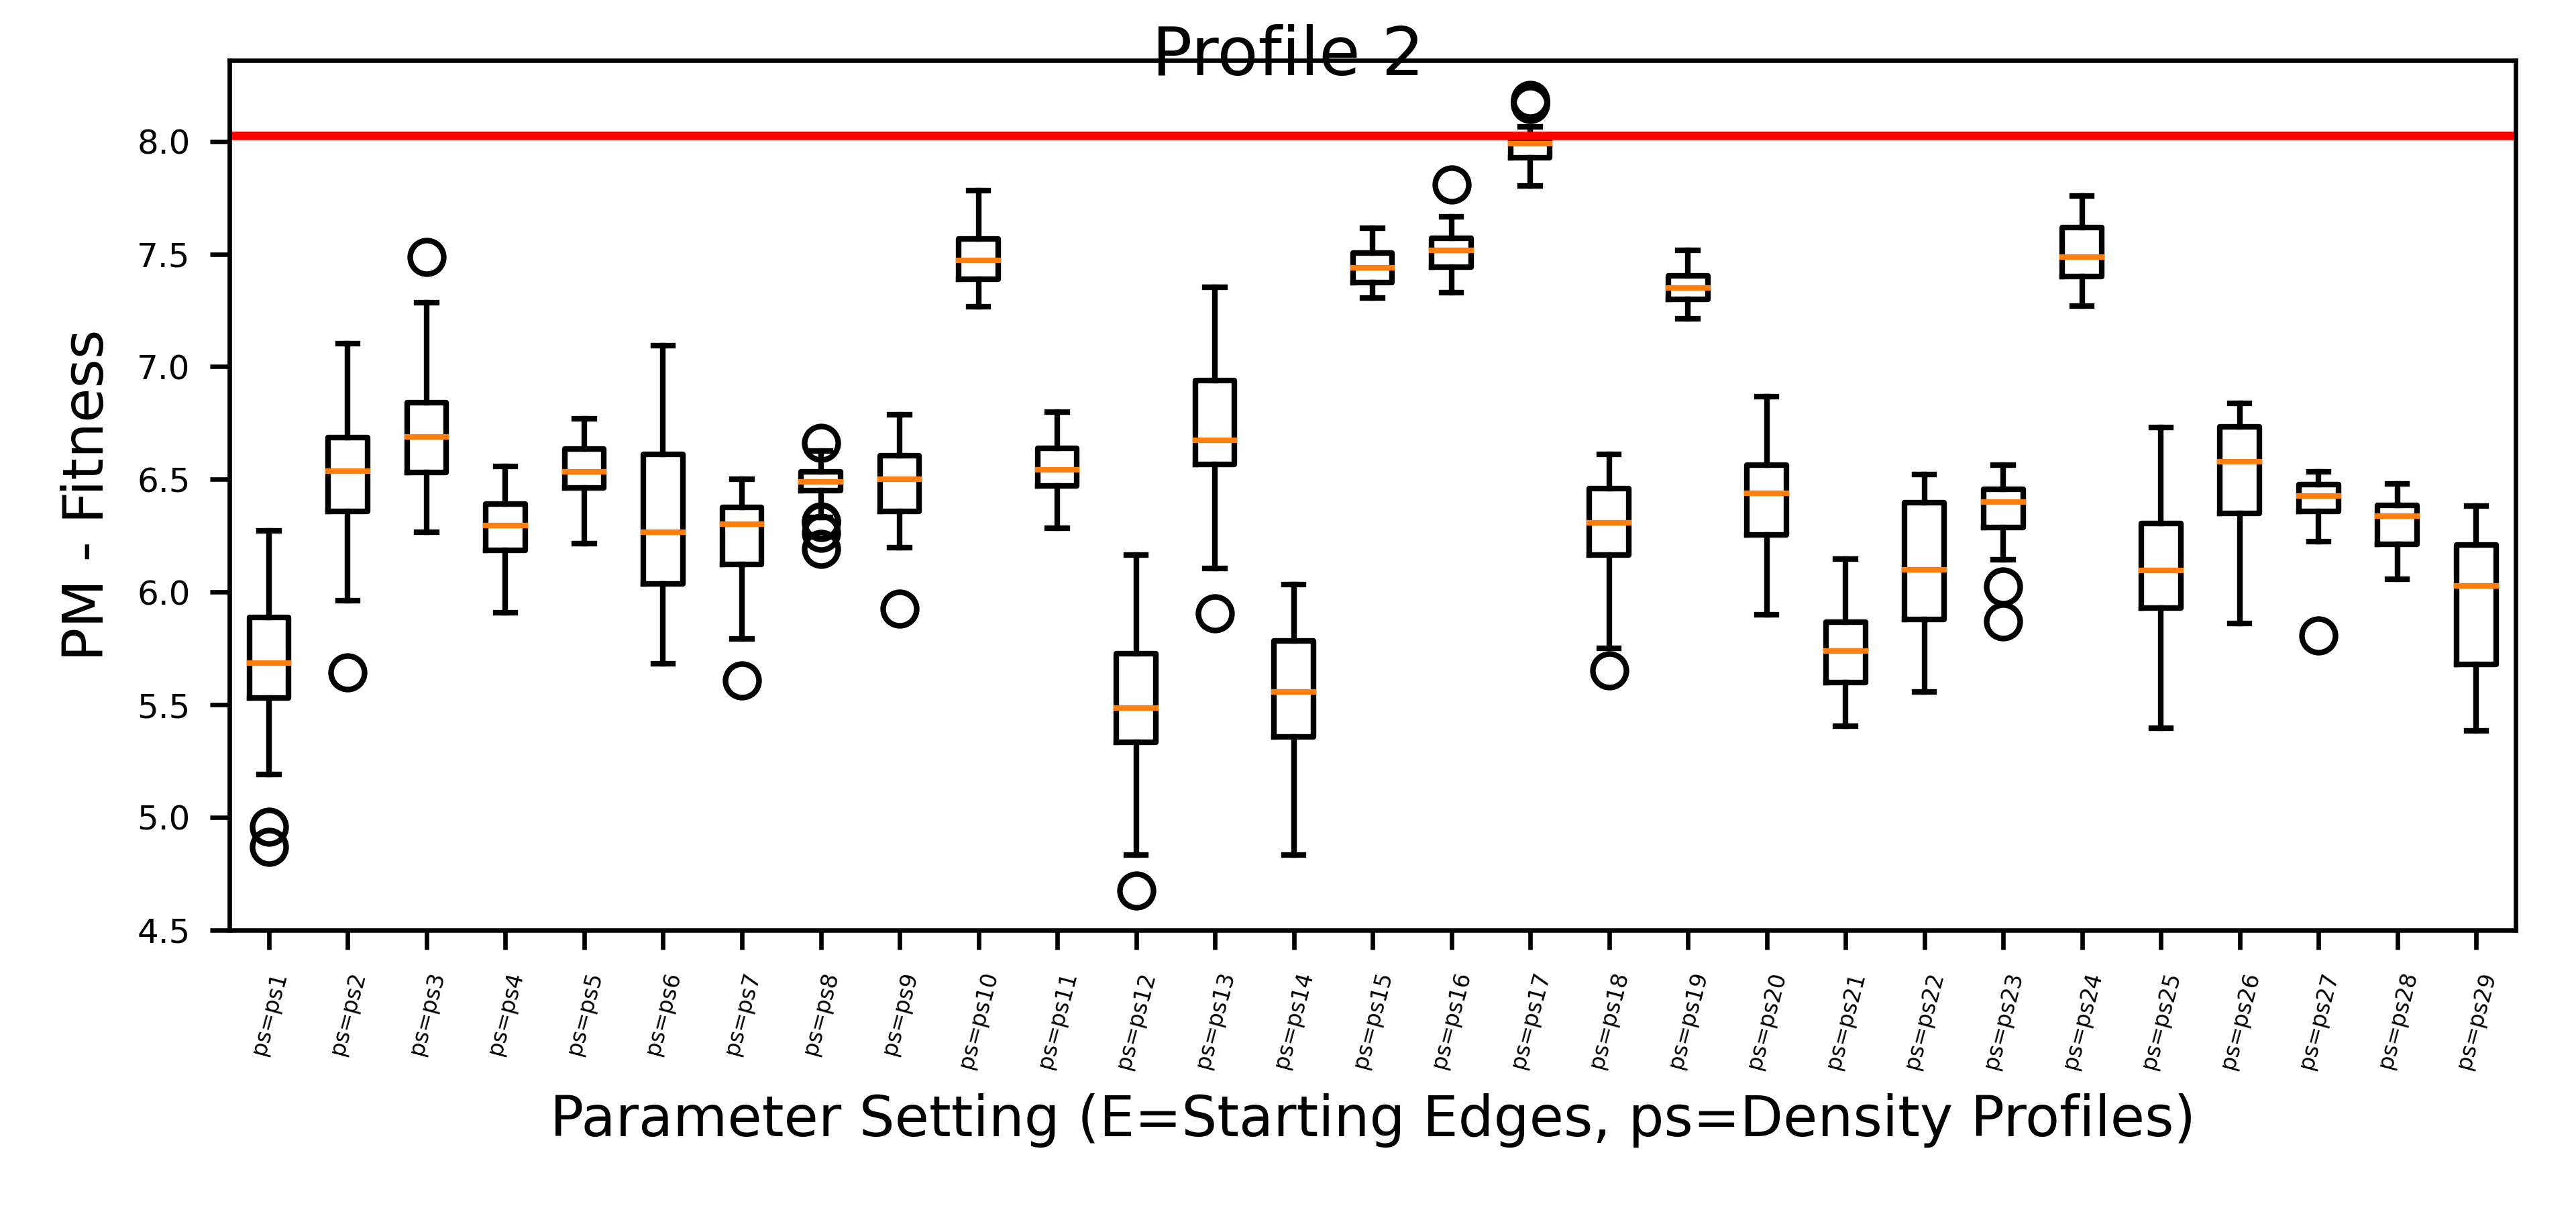 Profile 2
PM - Fitness
8.0
7.5
7.0
6.5
6.0
5.5
5.0
4.5
ps=ps1
ps=ps2
ps=ps3
ps=ps4
ps=ps5
ps=ps6
ps=ps7
ps=ps8
ps=ps9
ps=ps10
ps=ps11
ps=ps12
ps=ps13
ps=ps14
ps=ps15
ps=ps16
ps=ps17
ps=ps18
ps=ps19
ps=ps20
ps=ps21
ps=ps22
ps=ps23
ps=ps24
ps=ps25
ps=ps26
ps=ps27
ps=ps28
ps=ps29
Parameter Setting (E=Starting Edges, ps=Density Profiles)